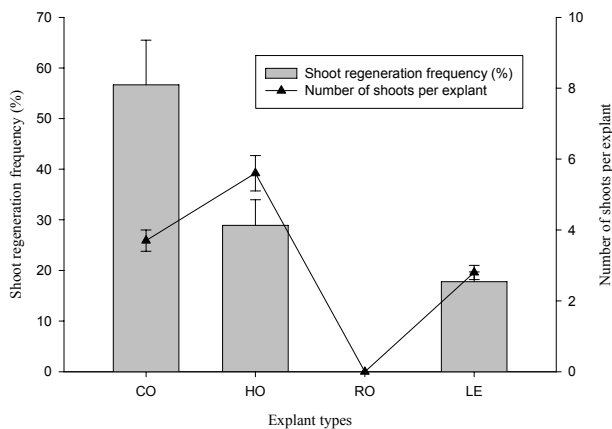 70
60
50
40
30
20
10
0
Shoot regeneration frequency (%)
10
8
6
4
2
0
Number of shoots per explant
Shoot regeneration frequency (%)
Number of shoots per explant
CO HO RO LE
Explant types